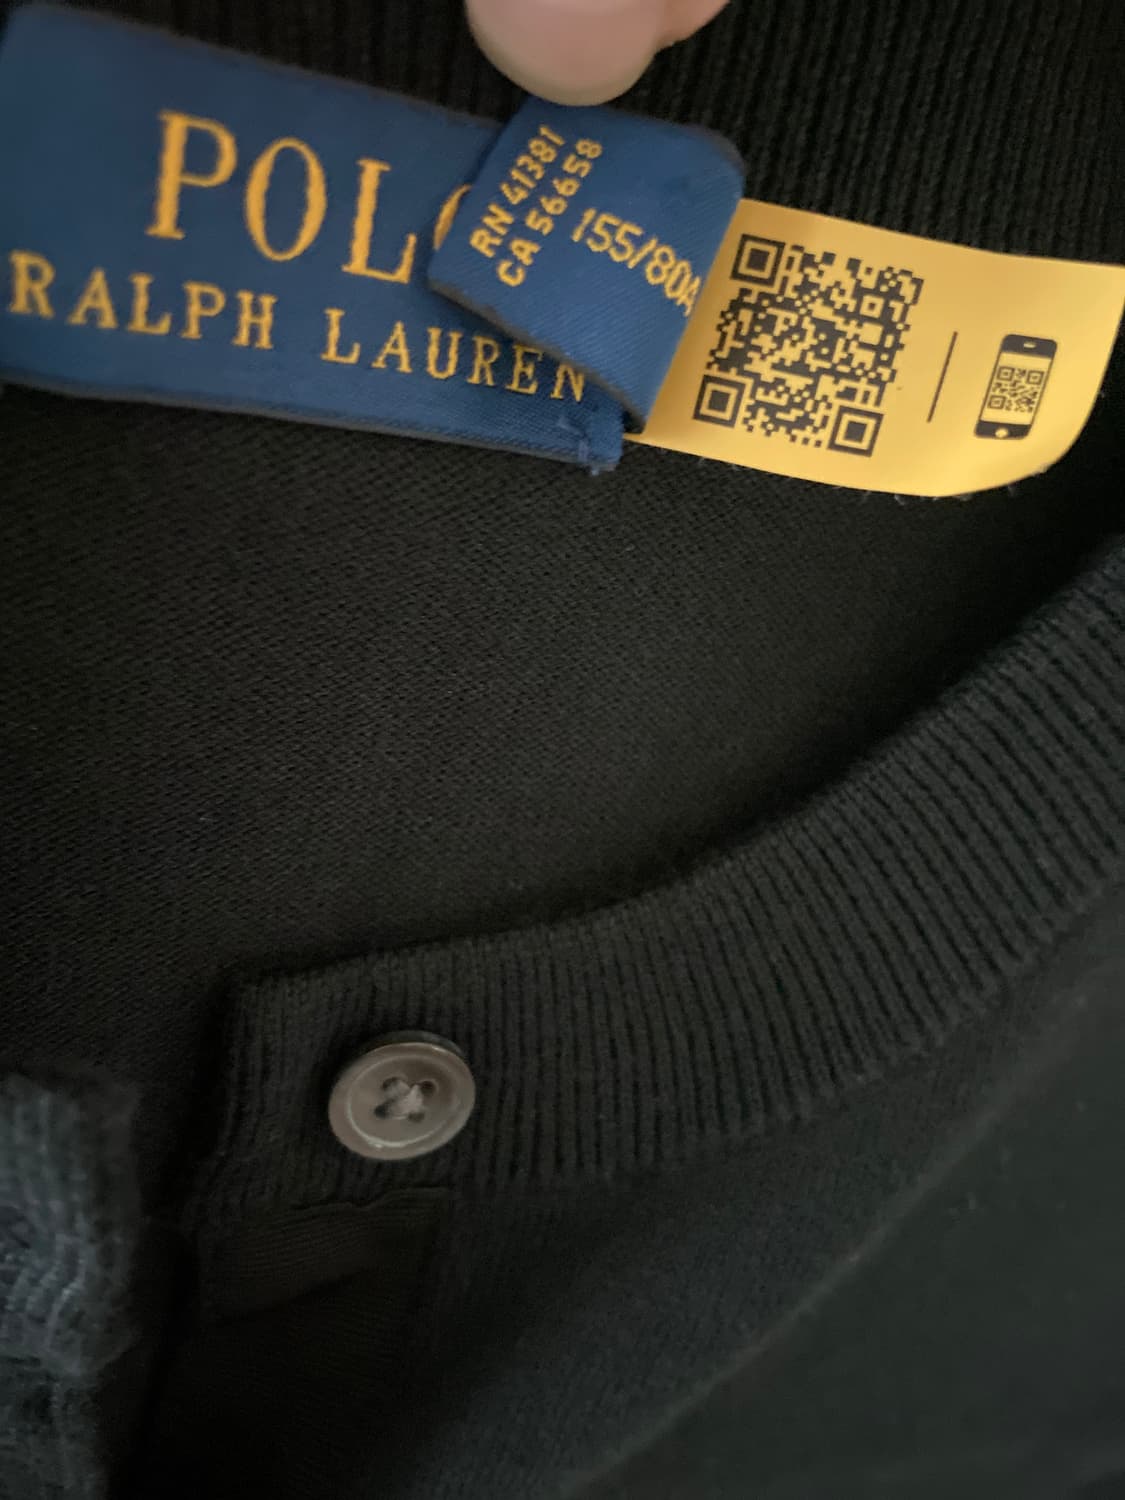 POLO
RALPH LAUREN
RN 41381
CA 56658
155/80A